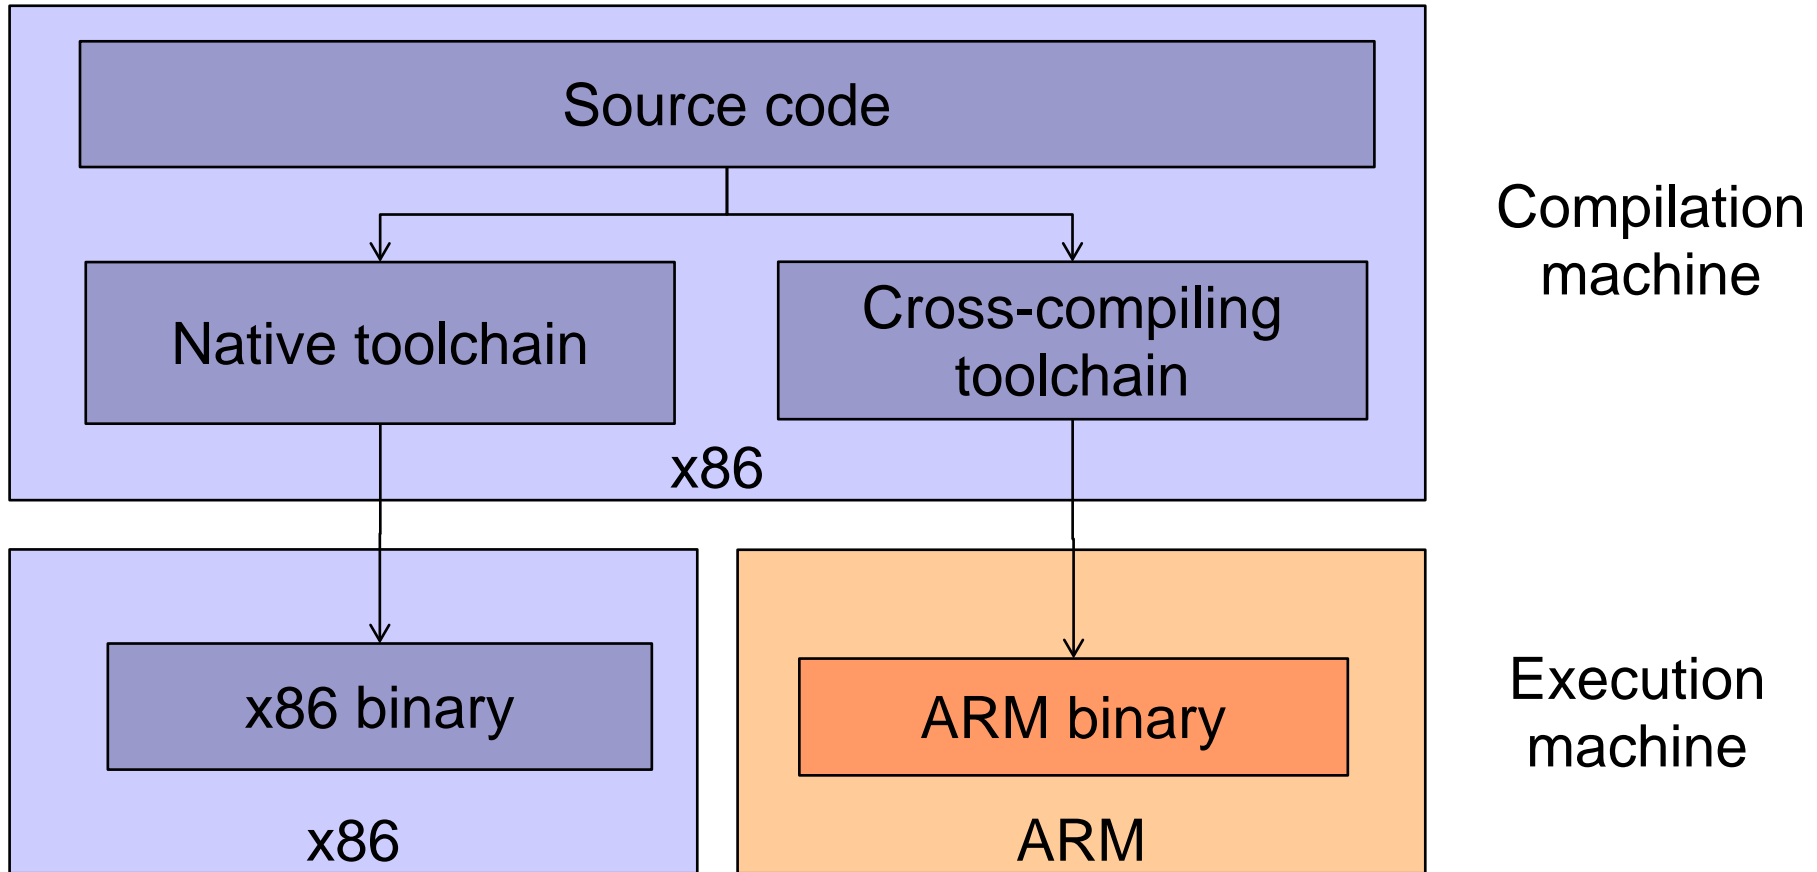 Source code
Compilation
machine
Native toolchain
Cross-compiling
toolchain
x86
x86 binary
ARM binary
Execution
machine
x86
ARM